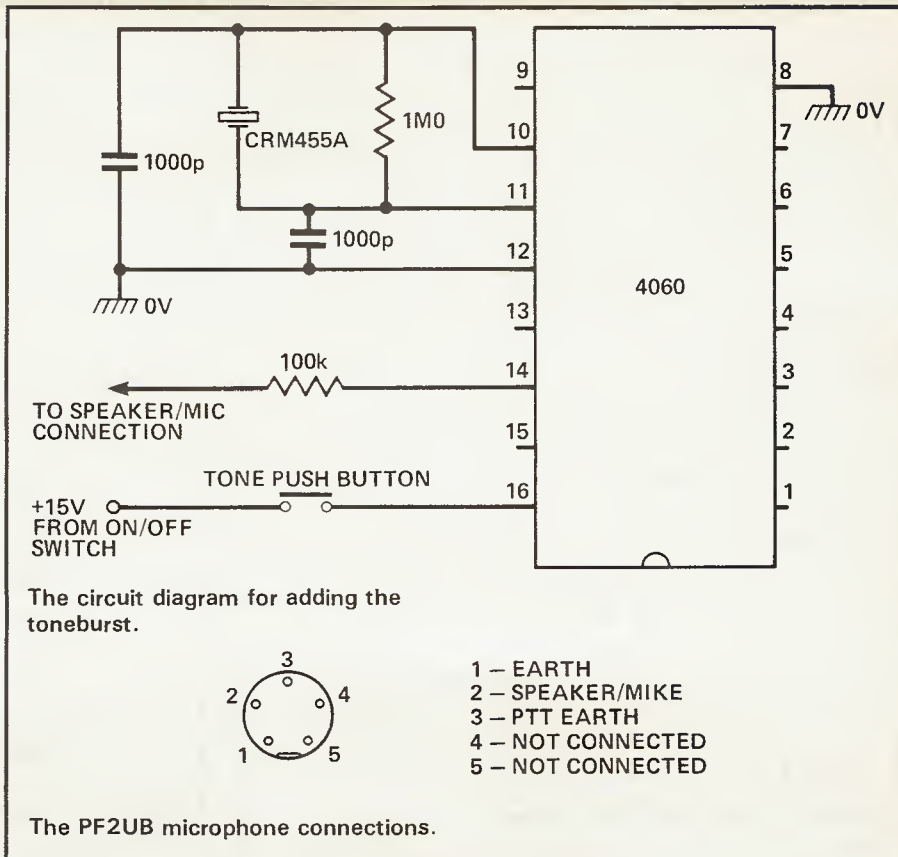 9
8
0V
1M0
10
7
CRM455A
1000p
11
6
1000p
12
5
4060
0V
13
4
100k
14
3
TO SPEAKER/MIC
CONNECTION
15
2
TONE PUSH BUTTON
16
1
+15V
FROM ON/OFF
SWITCH
The circuit diagram for adding the
toneburst.
3
2
4
1
5
1 – EARTH
2 – SPEAKER/MIKE
3 – PTT EARTH
4 – NOT CONNECTED
5 – NOT CONNECTED
The PF2UB microphone connections.